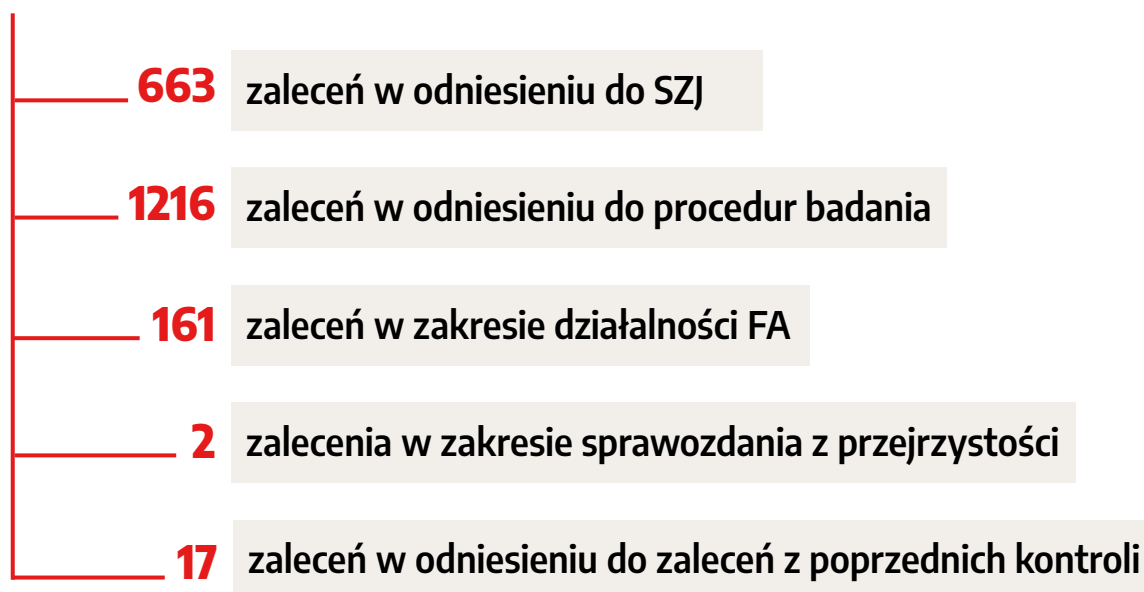 663 zaleceń w odniesieniu do SZJ
1216 zaleceń w odniesieniu do procedur badania
161 zaleceń w zakresie działalności FA
2 zalecenia w zakresie sprawozdania z przejrzystości
17 zaleceń w odniesieniu do zaleceń z poprzednich kontroli